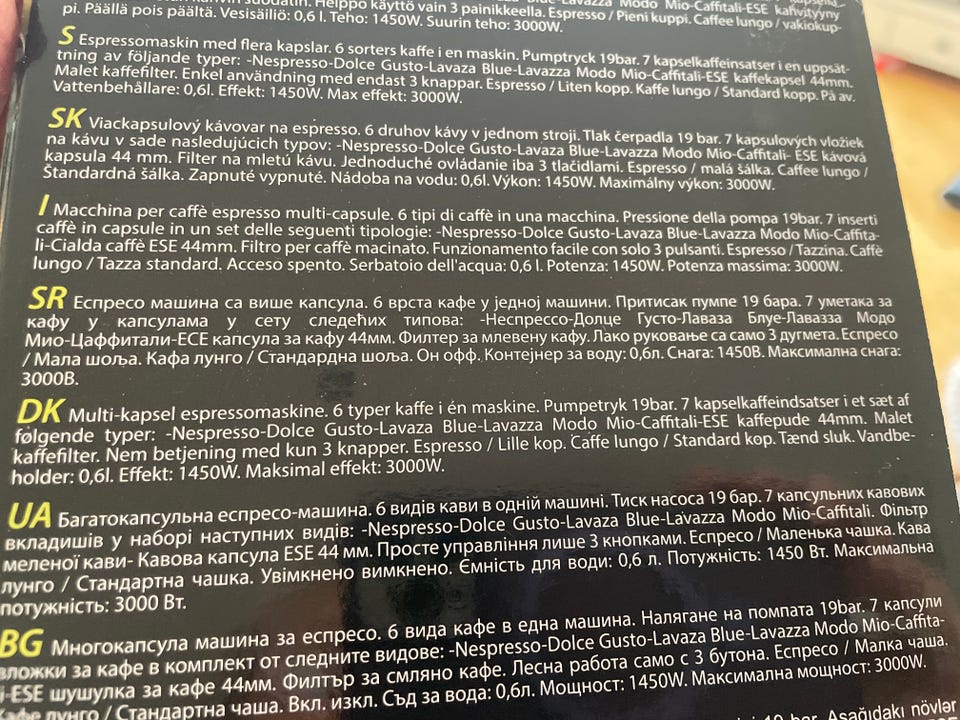 pi. Päällä pois päältä. Vesisäiliö: 0,6 l. Teho: 1450W. Suurin teho: 3000W.
S Espressomaskin med flera kapslar. 6 sorters kaffe i en maskin. Pumptryck 19bar. 7 kapselkaffeinsatser i en uppsät-
tning av följande typer: -Nespresso-Dolce Gusto-Lavaza Blue-Lavazza Modo Mio-Caffitali-ESE kaffekapsel 44mm.
Malet kaffefilter. Enkel användning med endast 3 knappar. Espresso / Liten kopp. Kaffe lungo / Standard kopp. På av.
Vattenbehållare: 0,6l. Effekt: 1450W. Max effekt: 3000W.
SK Viackapsulový kávovar na espresso. 6 druhov kávy v jednom stroji. Tlak čerpadla 19 bar. 7 kapsulových vložiek
na kávu v sade nasledujúcich typov: -Nespresso-Dolce Gusto-Lavaza Blue-Lavazza Modo Mio-Caffitali- ESE kávová
kapsula 44 mm. Filter na mletú kávu. Jednoduché ovládanie iba 3 tlačidlami. Espresso / malá šálka. Caffee lungo /
Štandardná šálka. Zapnuté vypnuté. Nádoba na vodu: 0,6l. Výkon: 1450W. Maximálny výkon: 3000W.
I Macchina per caffè espresso multi-capsule. 6 tipi di caffè in una macchina. Pressione della pompa 19bar. 7 inserti
caffè in capsule in un set delle seguenti tipologie: -Nespresso-Dolce Gusto-Lavaza Blue-Lavazza Modo Mio-Caffita-
li-Cialda caffè ESE 44mm. Filtro per caffè macinato. Funzionamento facile con solo 3 pulsanti. Espresso / Tazzina. Caffè
lungo / Tazza standard. Acceso spento. Serbatoio dell'acqua: 0,6 l. Potenza: 1450W. Potenza massima: 3000W.
SR Еспресо машина са више капсула. 6 врста кафе у једној машини. Притисак пумпе 19 бара. 7 уметака за
кафу у капсулама у сету следећих типова: -Неспрессо-Долце Густо-Лаваза Блуе-Лавазза Модо
Мио-Цаффитали-ЕСЕ капсула за кафу 44мм. Филтер за млевену кафу. Лако руковање са само 3 дугмета. Еспресо
/ Мала шоља. Кафа лунго / Стандардна шоља. Он офф. Контејнер за воду: 0,6л. Снага: 1450В. Максимална снага:
3000В.
DK Multi-kapsel espressomaskine. 6 typer kaffe i én maskine. Pumpetryk 19bar. 7 kapselkaffeindsatser i et sæt af
følgende typer: -Nespresso-Dolce Gusto-Lavaza Blue-Lavazza Modo Mio-Caffitali-ESE kaffepude 44mm. Malet
kaffefilter. Nem betjening med kun 3 knapper. Espresso / Lille kop. Caffe lungo / Standard kop. Tænd sluk. Vandbe-
holder: 0,6l. Effekt: 1450W. Maksimal effekt: 3000W.
UA Багатокапсульна еспресо-машина. 6 видів кави в одній машині. Тиск насоса 19 бар. 7 капсульних кавових
вкладишів у наборі наступних видів: -Nespresso-Dolce Gusto-Lavaza Blue-Lavazza Modo Mio-Caffitali. Фільтр
меленої кави- Кавова капсула ESE 44 мм. Просте управління лише 3 кнопками. Еспресо / Маленька чашка. Кава
лунго / Стандартна чашка. Увімкнено вимкнено. Ємність для води: 0,6 л. Потужність: 1450 Вт. Максимальна
потужність: 3000 Вт.
BG Многокапсула машина за еспресо. 6 вида кафе в една машина. Налягане на помпата 19bar. 7 капсули
вложки за кафе в комплект от следните видове: -Nespresso-Dolce Gusto-Lavaza Blue-Lavazza Modo Mio-Caffita-
li-ESE шушулка за кафе 44мм. Филтър за смляно кафе. Лесна работа само с 3 бутона. Еспресо / Малка чаша.
Кафе лунго / Стандартна чаша. Вкл. изкл. Съд за вода: 0,6л. Мощност: 1450W. Максимална мощност: 3000W.
Aşağıdaki növlər